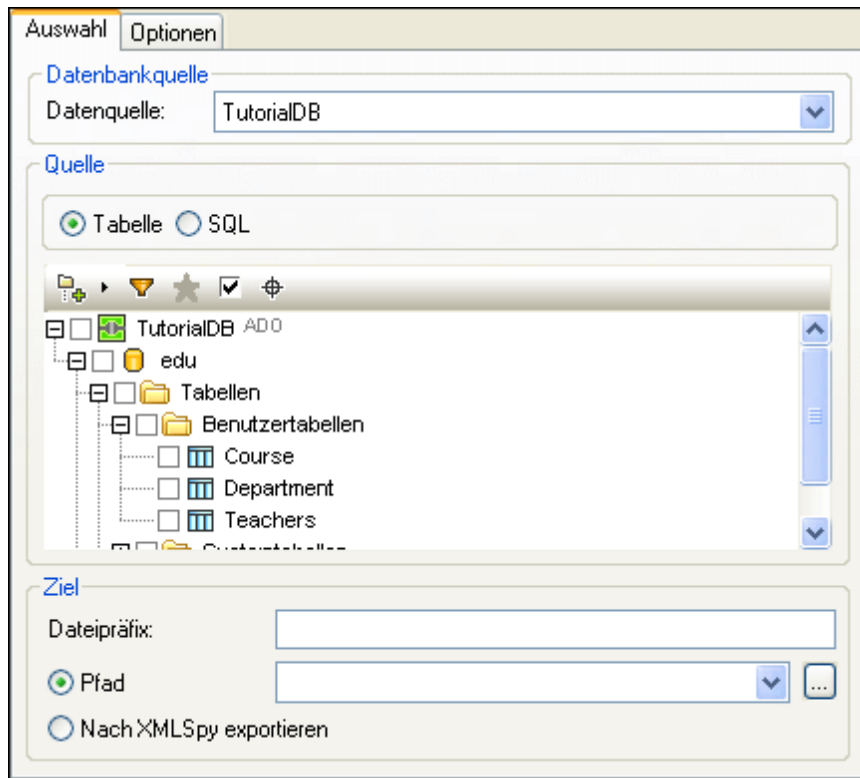 Auswahl Optionen
Datenbankquelle
Datenquelle: TutorialDB
Quelle
Tabelle SQL
TutorialDB ADO
edu
Tabellen
Benutzertabellen
Course
Department
Teachers
Ziel
Dateipräfix:
Pfad ...
Nach XMLSpy exportieren